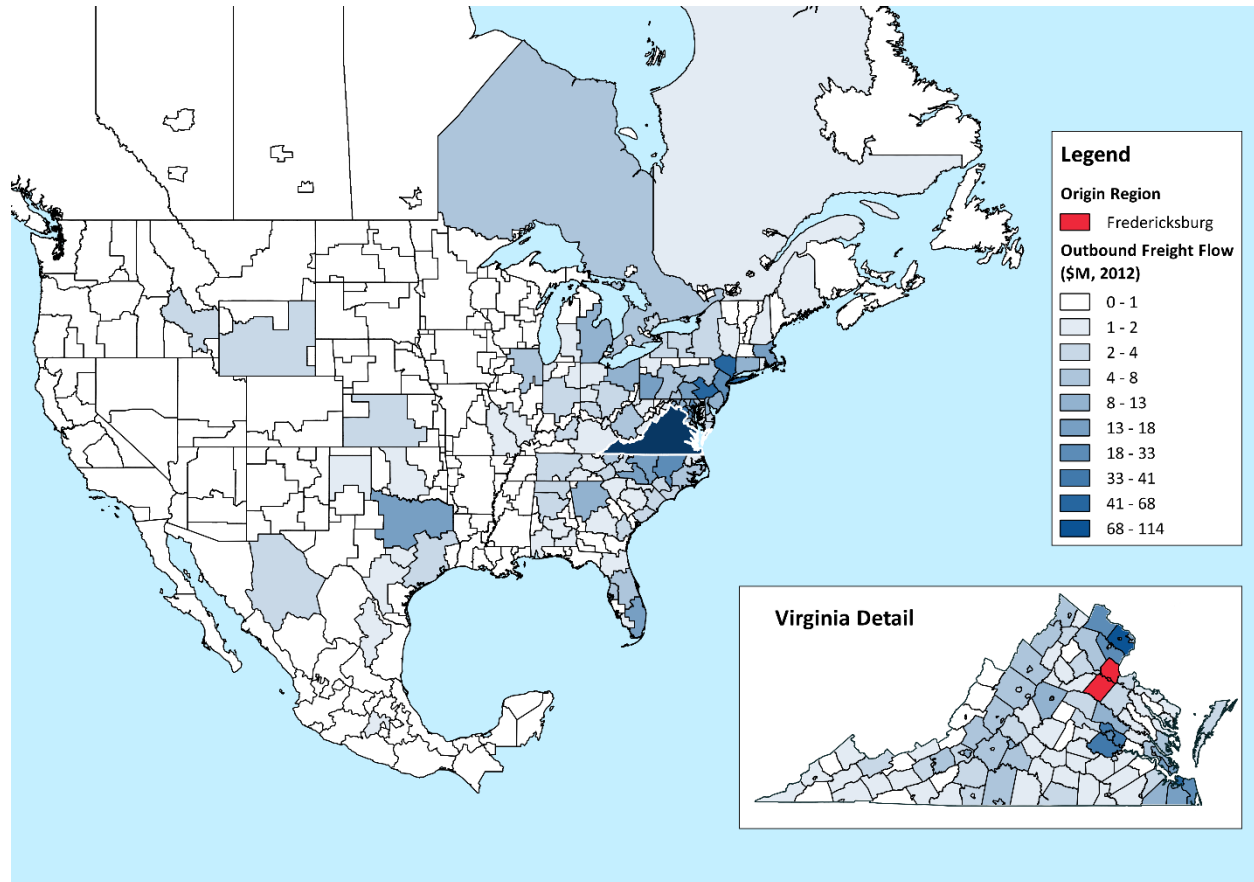 Legend
Origin Region
Fredericksburg
Outbound Freight Flow
($M, 2012)
0 - 1
1 - 2
2 - 4
4 - 8
8 - 13
13 - 18
18 - 33
33 - 41
41 - 68
68 - 114
Virginia Detail